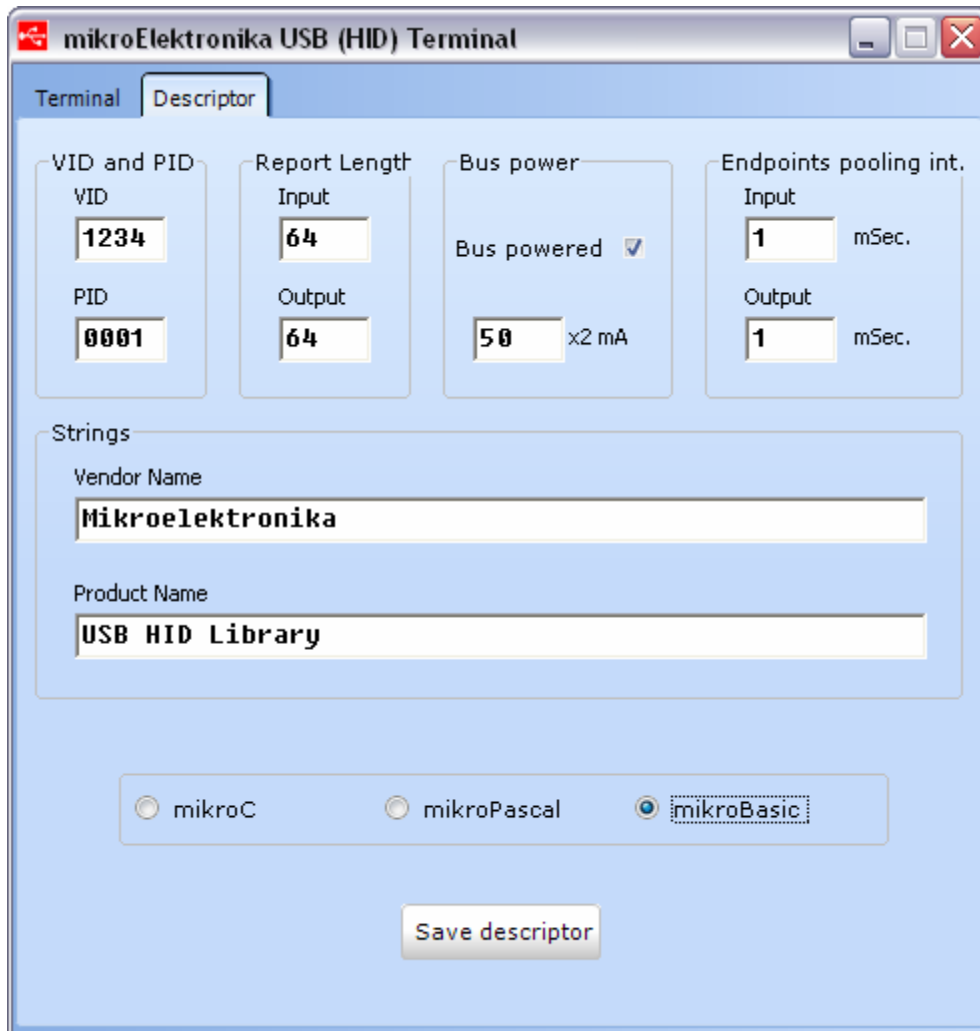 mikroElektronika USB (HID) Terminal
Terminal Descriptor
VID and PID
VID
1234
PID
0001
Report Length
Input
64
Output
64
Bus power
Bus powered
50 x2 mA
Endpoints pooling int.
Input
1 mSec.
Output
1 mSec.
Strings
Vendor Name
Mikroelektronika
Product Name
USB HID Library
mikroC mikroPascal mikroBasic
Save descriptor